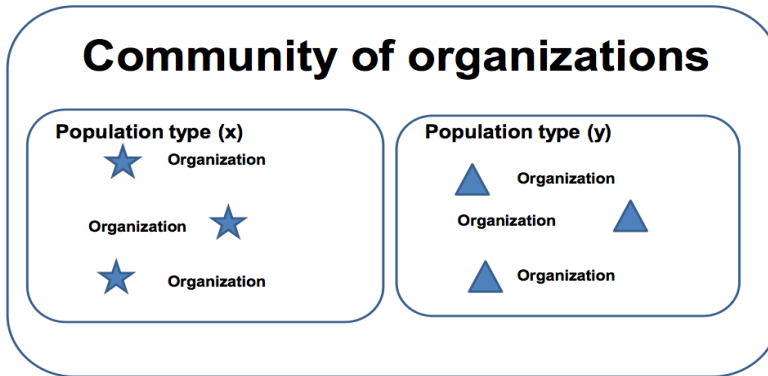 Community of organizations
Population type (x)
Organization
Organization
Organization
Population type (y)
Organization
Organization
Organization